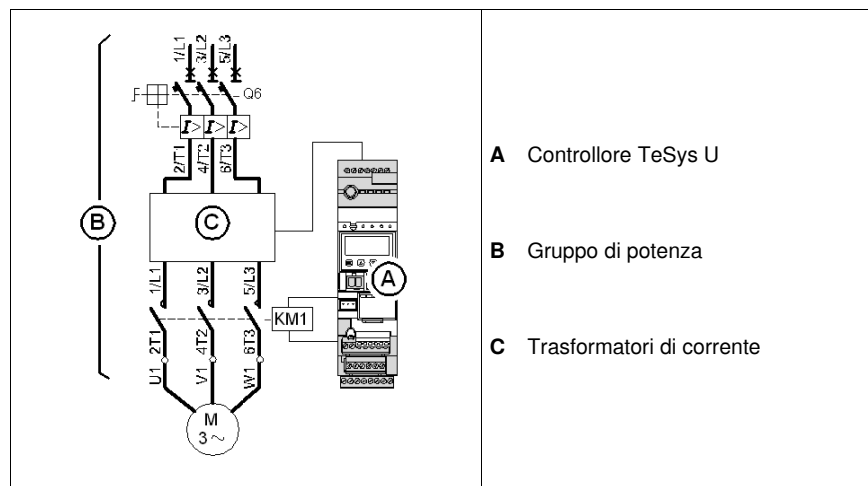 1/L1 3/L2 5/L3
Q6
I> I> I>
2/T1 4/T2 6/T3
B
C
A
1/L1 3/L2 5/L3
KM1
2T1 4T2 6T3
U1 V1 W1
M
3~
A Controllore TeSys U
B Gruppo di potenza
C Trasformatori di corrente